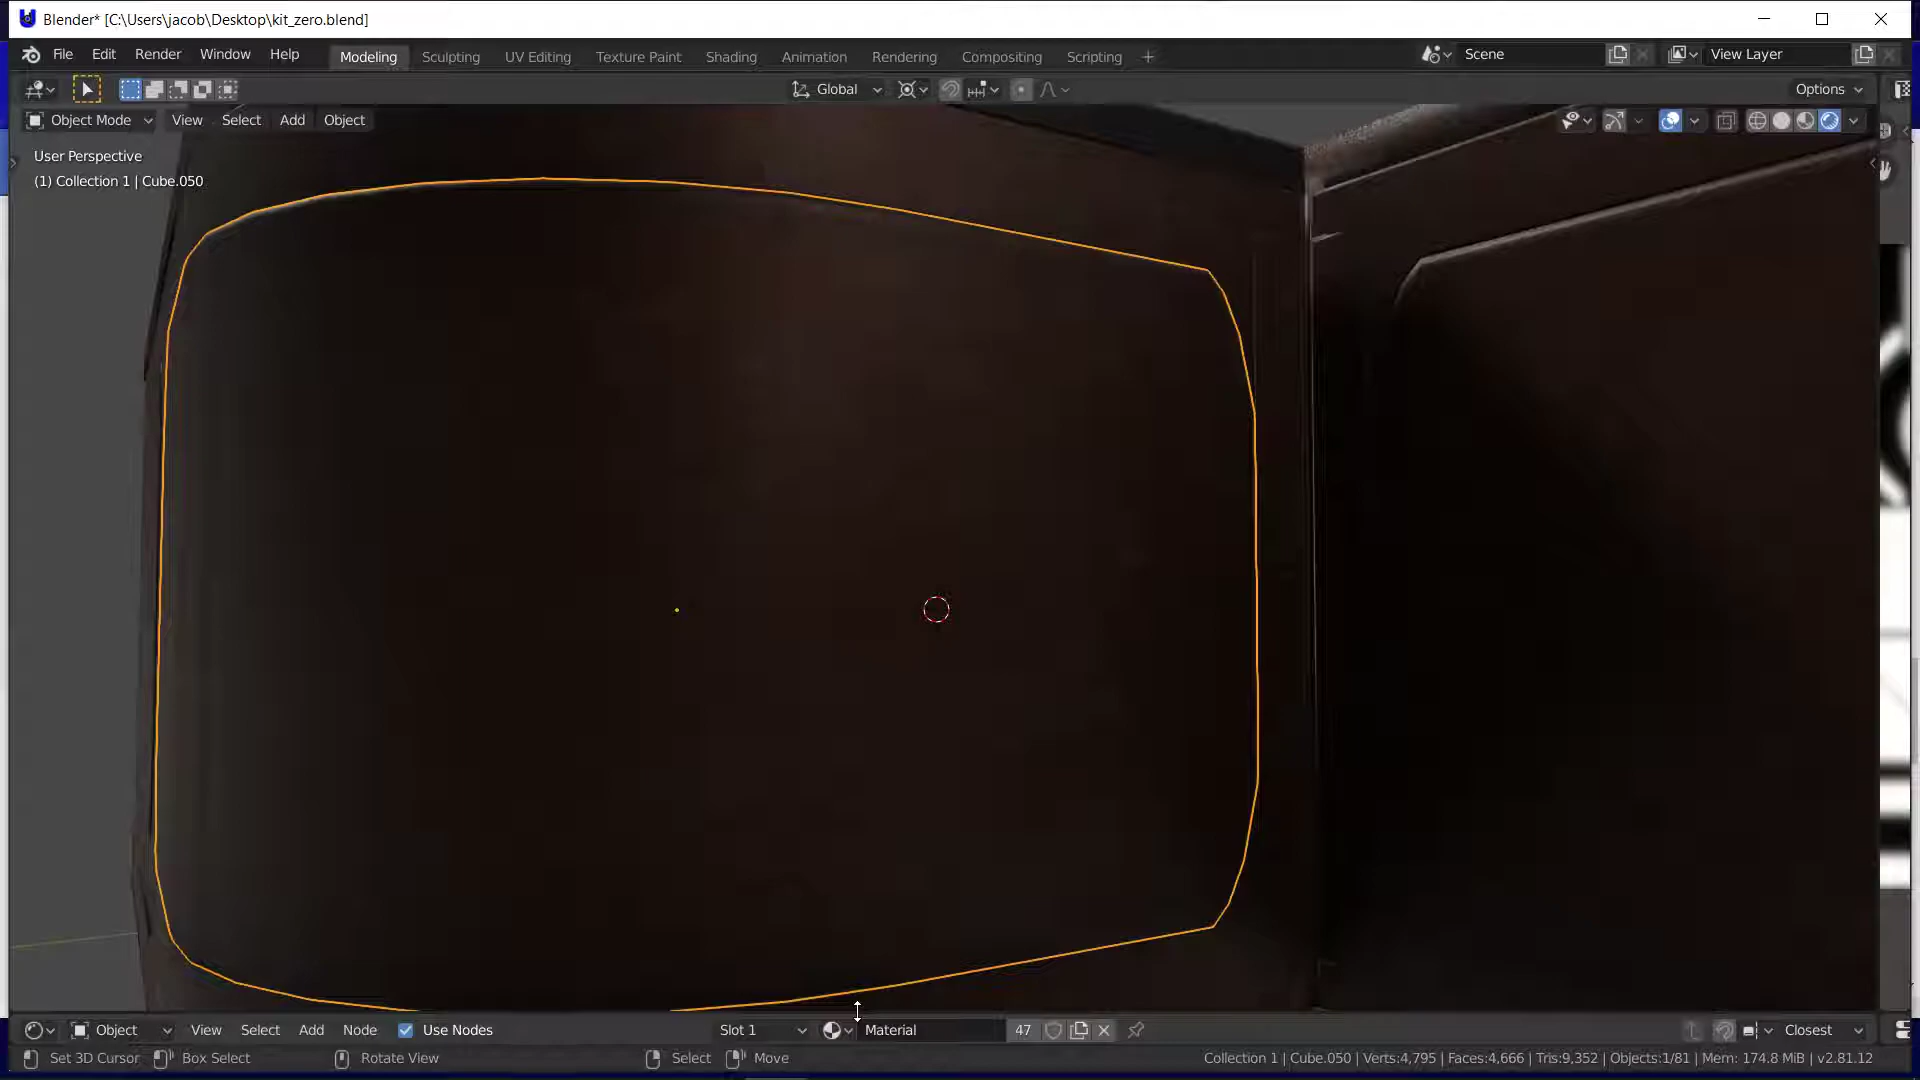 Blender* [C:\Users\jacob\Desktop\kit_zero.blend]
File Edit Render Window Help Modeling Sculpting UV Editing Texture Paint Shading Animation Rendering Compositing Scripting + Scene View Layer
Global Options
Object Mode View Select Add Object
User Perspective
(1) Collection 1 | Cube.050
Object View Select Add Node Use Nodes Slot 1 Material 47 Closest
Set 3D Cursor Box Select Rotate View Select Move Collection 1 | Cube.050 | Verts:4,795 | Faces:4,666 | Tris:9,352 | Objects:1/81 | Mem: 174.8 MiB | v2.81.12